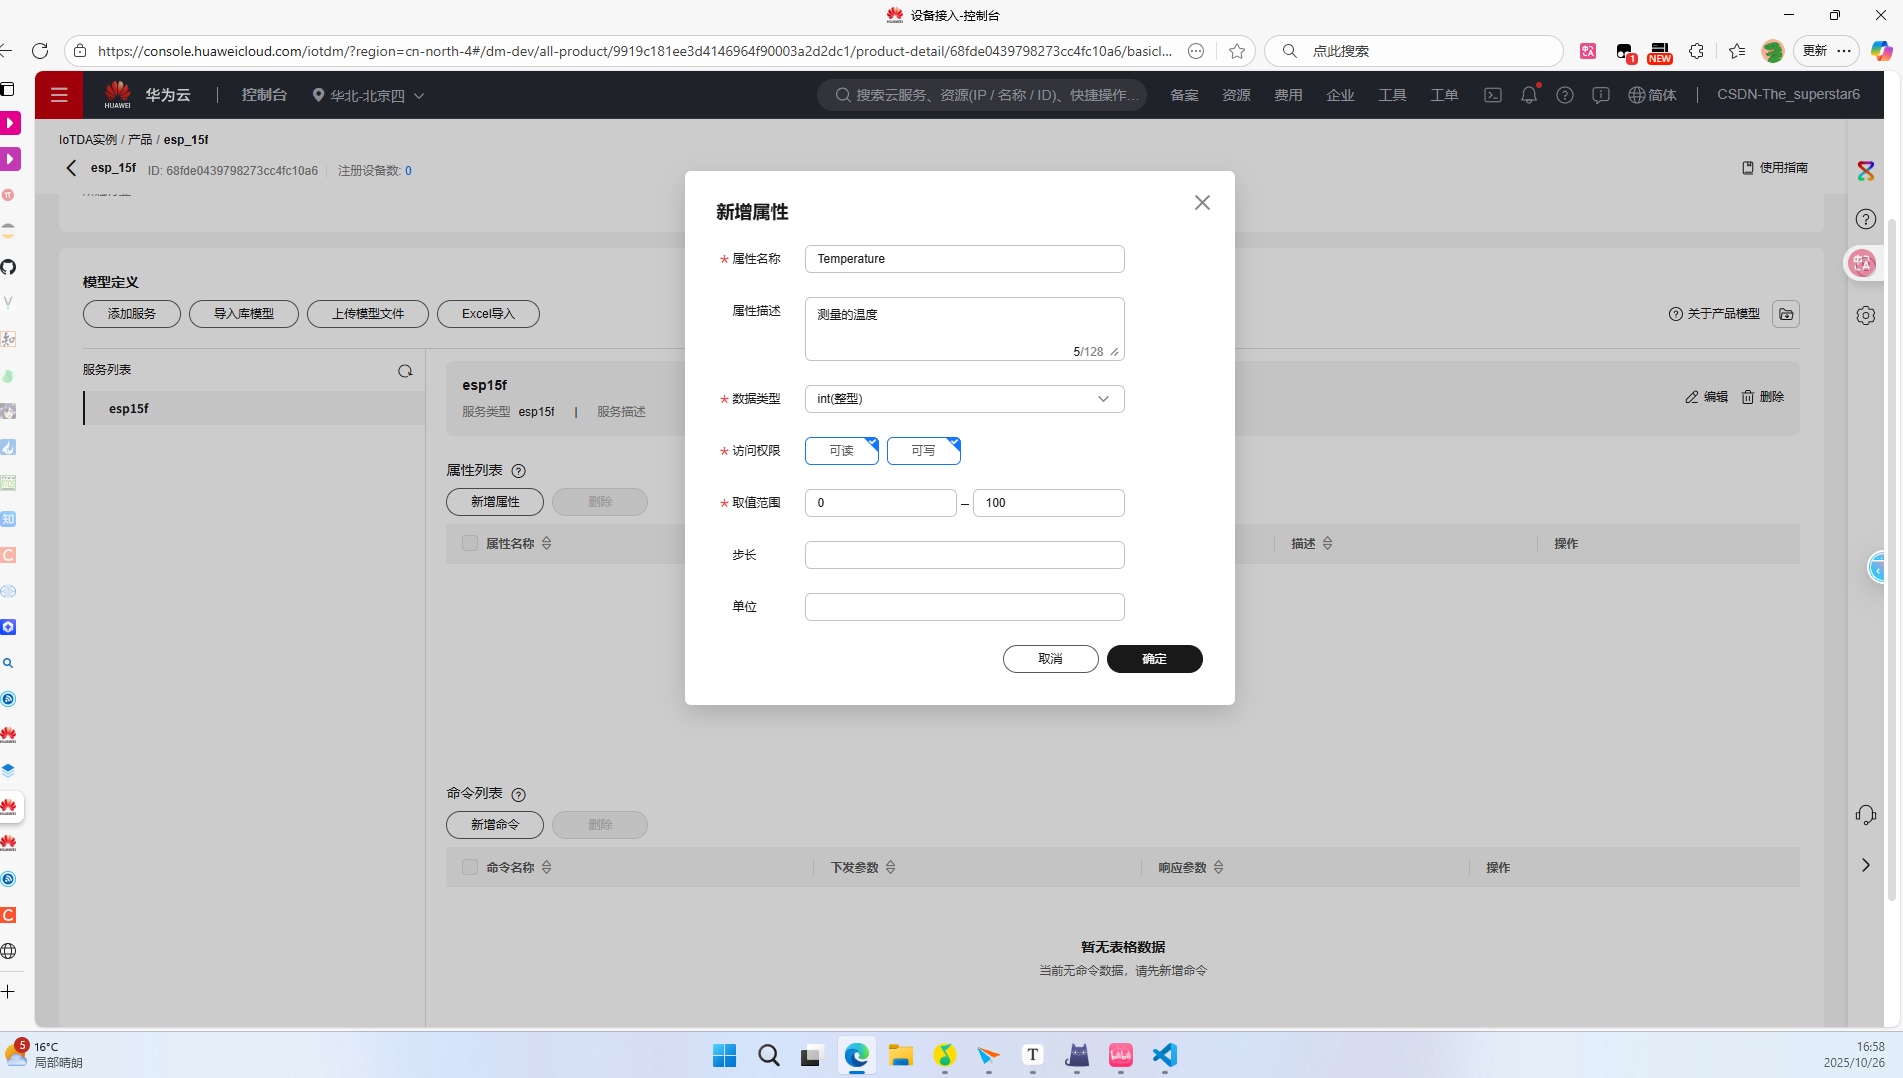 设备接入-控制台
https://console.huaweicloud.com/iotdm/?region=cn-north-4#/dm-dev/all-product/9919c181ee3d4146964f90003a2d2dc1/product-detail/68fde0439798273cc4fc10a6/basicl...
点此搜索
1
NEW
更新
HUAWEI
华为云
控制台
华北-北京四
搜索云服务、资源(IP / 名称 / ID)、快捷操作...
备案
资源
费用
企业
工具
工单
简体
CSDN-The_superstar6
IoTDA实例 / 产品 / esp_15f
esp_15f
ID: 68fde0439798273cc4fc10a6
注册设备数: 0
使用指南
模型定义
添加服务
导入库模型
上传模型文件
Excel导入
关于产品模型
服务列表
esp15f
esp15f
服务类型 esp15f | 服务描述
编辑
删除
属性列表
新增属性
删除
属性名称
描述
操作
新增属性
* 属性名称
Temperature
属性描述
测量的温度
5/128
* 数据类型
int(整型)
* 访问权限
可读
可写
* 取值范围
0
–
100
步长
单位
取消
确定
命令列表
新增命令
删除
命令名称
下发参数
响应参数
操作
暂无表格数据
当前无命令数据，请先新增命令
5
16°C
局部晴朗
16:58
2025/10/26